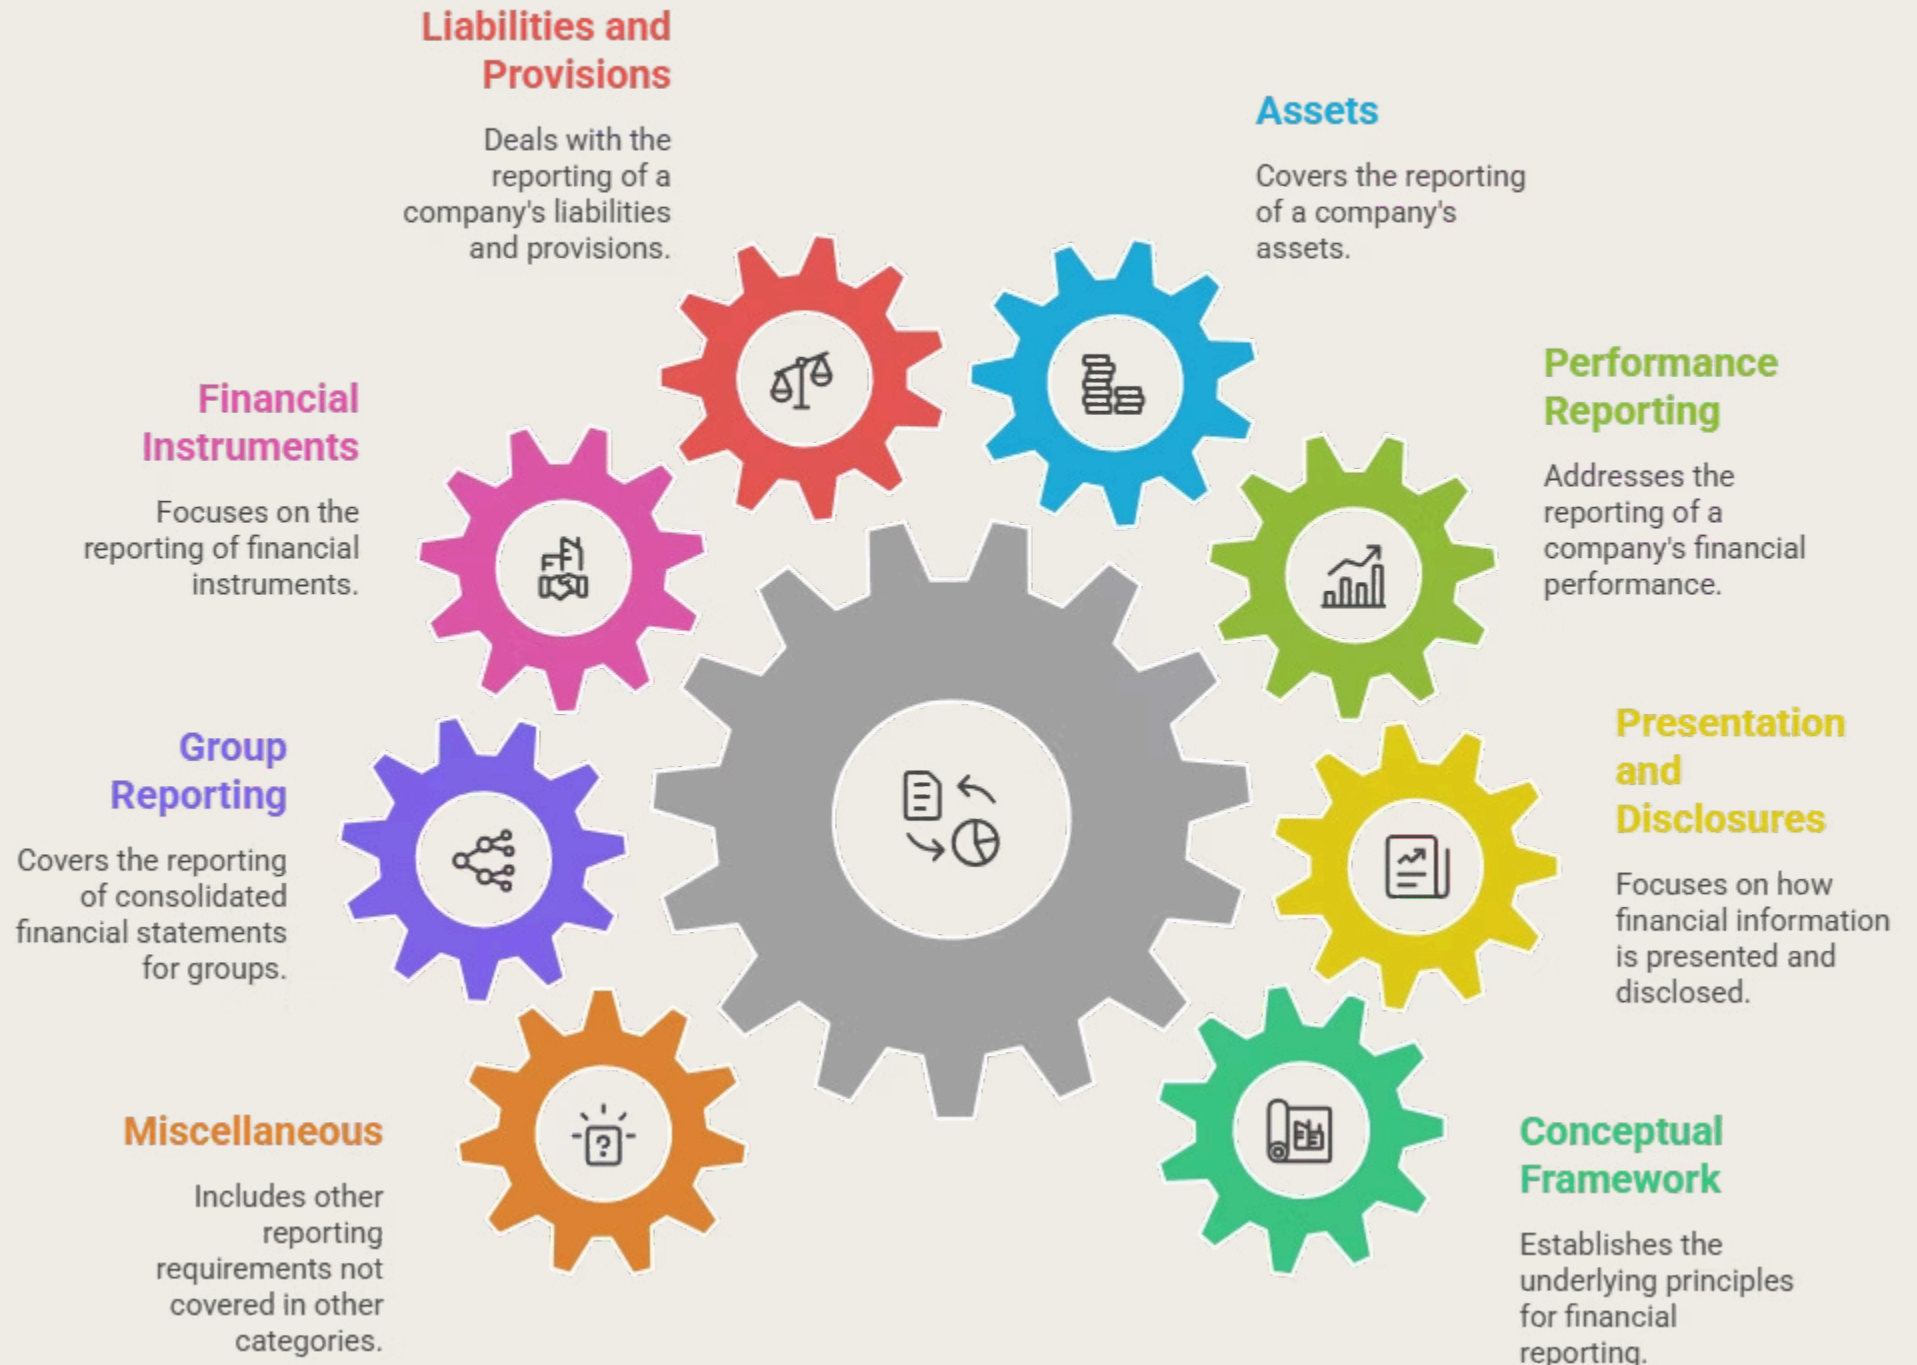 Liabilities and
Provisions
Deals with the
reporting of a
company's liabilities
and provisions.
Assets
Covers the reporting
of a company's
assets.
Financial
Instruments
Focuses on the
reporting of financial
instruments.
Performance
Reporting
Addresses the
reporting of a
company's financial
performance.
Group
Reporting
Covers the reporting
of consolidated
financial statements
for groups.
Presentation
and
Disclosures
Focuses on how
financial information
is presented and
disclosed.
Miscellaneous
Includes other
reporting
requirements not
covered in other
categories.
?
Conceptual
Framework
Establishes the
underlying principles
for financial
reporting.